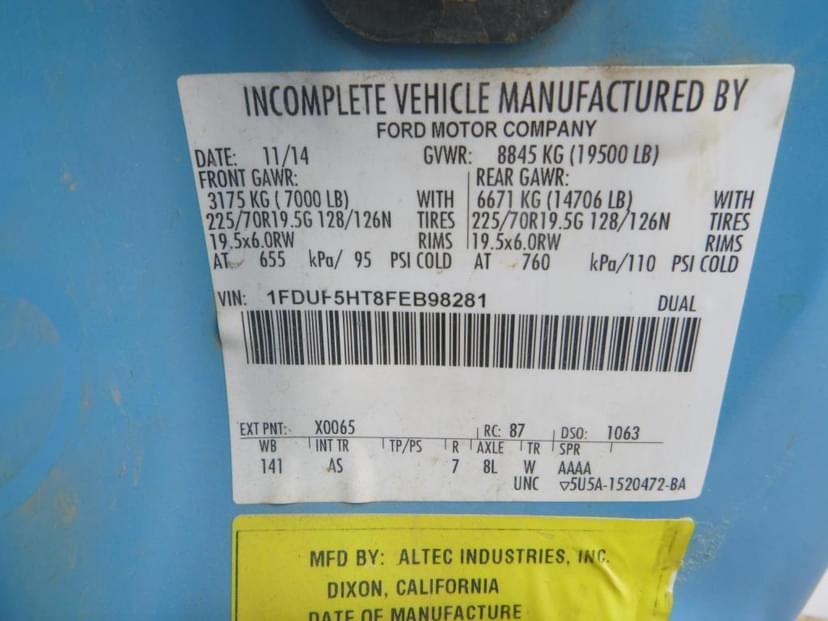 INCOMPLETE VEHICLE MANUFACTURED BY
FORD MOTOR COMPANY
DATE: 11/14 GVWR: 8845 KG (19500 LB)
FRONT GAWR: REAR GAWR:
3175 KG ( 7000 LB) WITH 6671 KG (14706 LB) WITH
225/70R19.5G 128/126N TIRES 225/70R19.5G 128/126N TIRES
19.5x6.0RW RIMS 19.5x6.0RW RIMS
AT 655 kPa/ 95 PSI COLD AT 760 kPa/110 PSI COLD
VIN: 1FDUF5HT8FEB98281 DUAL
EXT PNT: X0065 RC: 87 DSO: 1063
WB INT TR TP/PS R AXLE TR SPR
141 AS 7 8L W AAAA
UNC ▽5U5A-1520472-BA
MFD BY: ALTEC INDUSTRIES, INC.
DIXON, CALIFORNIA
DATE OF MANUFACTURE